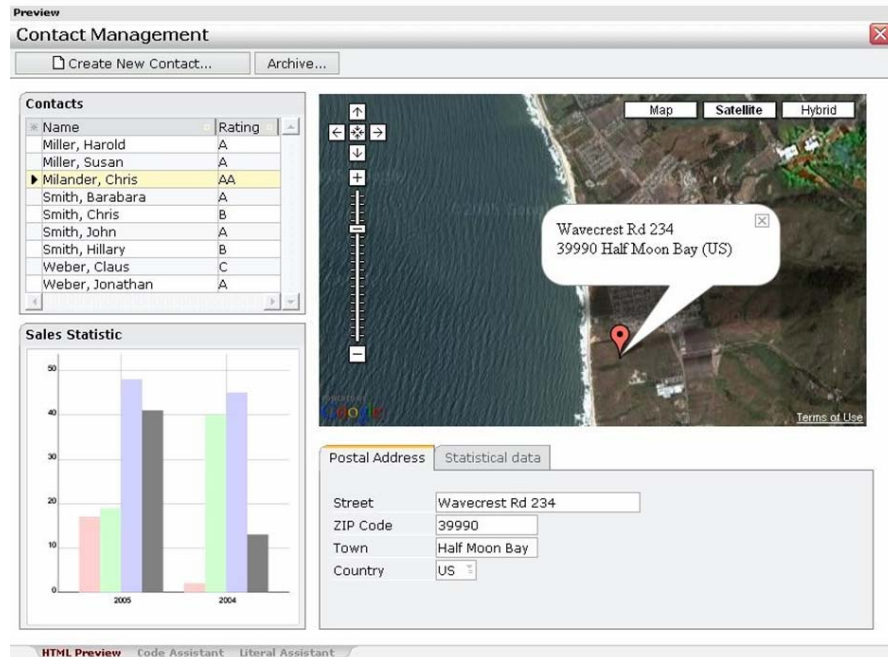 Preview
Contact Management
Create New Contact...
Archive...
Contacts
Name Rating
Miller, Harold A
Miller, Susan A
Milander, Chris AA
Smith, Barabara A
Smith, Chris B
Smith, John A
Smith, Hillary B
Weber, Claus C
Weber, Jonathan A
Sales Statistic
50
40
30
20
10
0
2005 2004
Map Satellite Hybrid
Wavecrest Rd 234
39990 Half Moon Bay (US)
POWERED BY
Google
Terms of Use
Postal Address Statistical data
Street Wavecrest Rd 234
ZIP Code 39990
Town Half Moon Bay
Country US
HTML Preview Code Assistant Literal Assistant